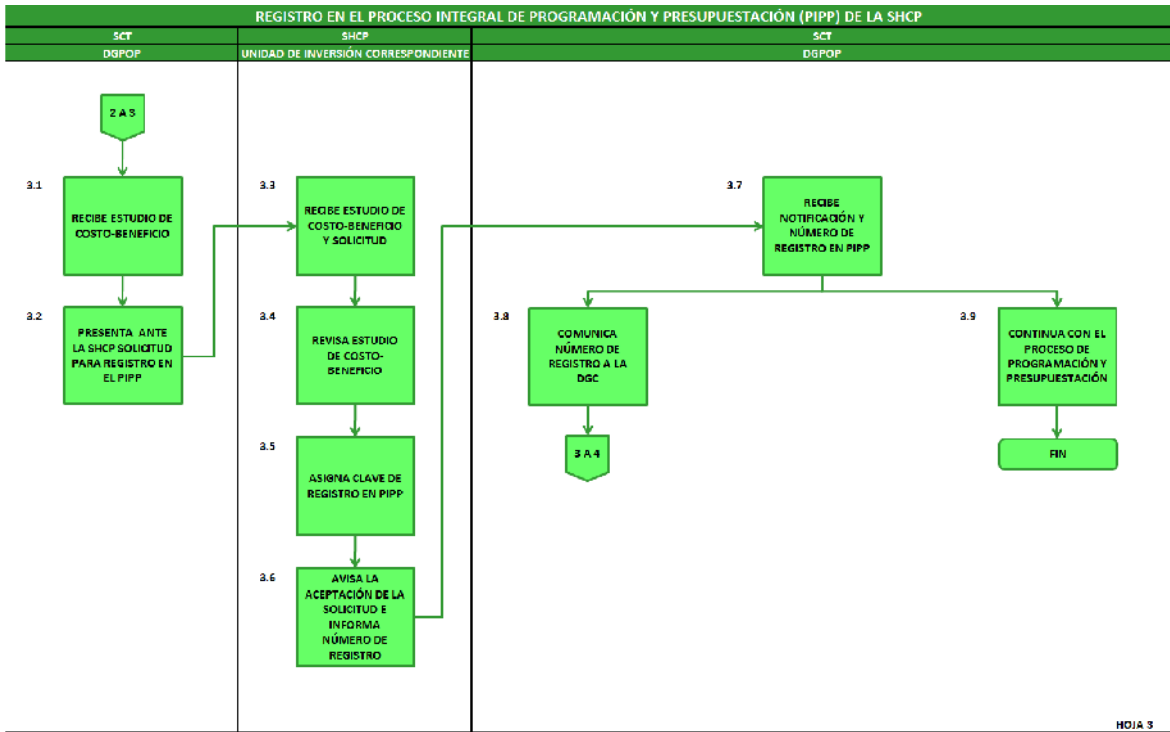 REGISTRO EN EL PROCESO INTEGRAL DE PROGRAMACIÓN Y PRESUPUESTACIÓN (PIPP) DE LA SHCP
SCT
SHCP
SCT
DGPOP
UNIDAD DE INVERSIÓN CORRESPONDIENTE
DGPOP
2 A 3
3.1
RECIBE ESTUDIO DE
COSTO-BENEFICIO
3.2
PRESENTA ANTE
LA SHCP SOLICITUD
PARA REGISTRO EN
EL PIPP
3.3
RECIBE ESTUDIO DE
COSTO-BENEFICIO
Y SOLICITUD
3.4
REVISA ESTUDIO
DE COSTO-
BENEFICIO
3.5
ASIGNA CLAVE DE
REGISTRO EN PIPP
3.6
AVISA LA
ACEPTACIÓN DE LA
SOLICITUD E
INFORMA
NÚMERO DE
REGISTRO
3.7
RECIBE
NOTIFICACIÓN Y
NÚMERO DE
REGISTRO EN PIPP
3.8
COMUNICA
NÚMERO DE
REGISTRO A LA
DGC
3 A 4
3.9
CONTINUA CON EL
PROCESO DE
PROGRAMACIÓN Y
PRESUPUESTACIÓN
FIN
HOJA 3